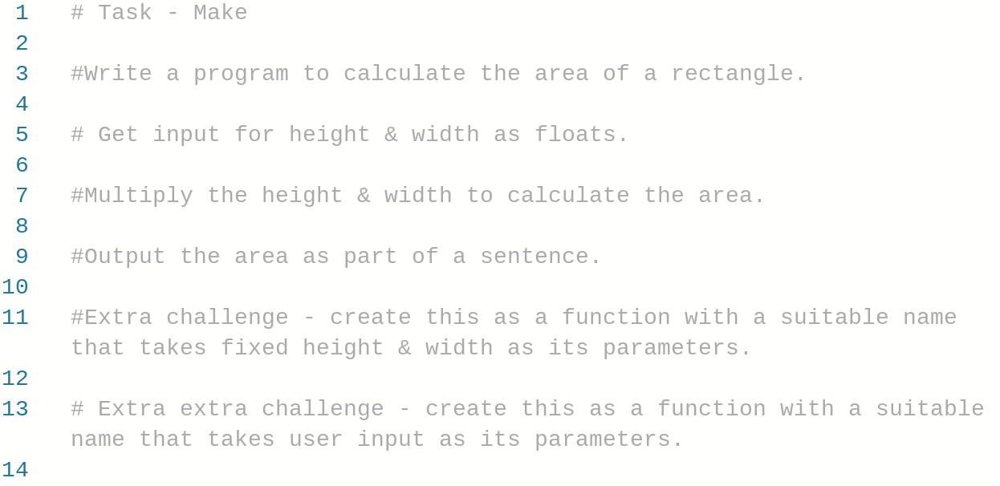 1 # Task - Make
2
3 #Write a program to calculate the area of a rectangle.
4
5 # Get input for height & width as floats.
6
7 #Multiply the height & width to calculate the area.
8
9 #Output the area as part of a sentence.
10
11 #Extra challenge - create this as a function with a suitable name
that takes fixed height & width as its parameters.
12
13 # Extra extra challenge - create this as a function with a suitable
name that takes user input as its parameters.
14